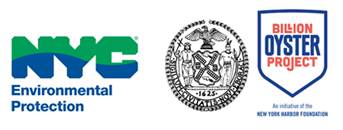 NYC
Environmental
Protection
·1625·
BILLION
OYSTER
PROJECT
An initiative of the
NEW YORK HARBOR FOUNDATION